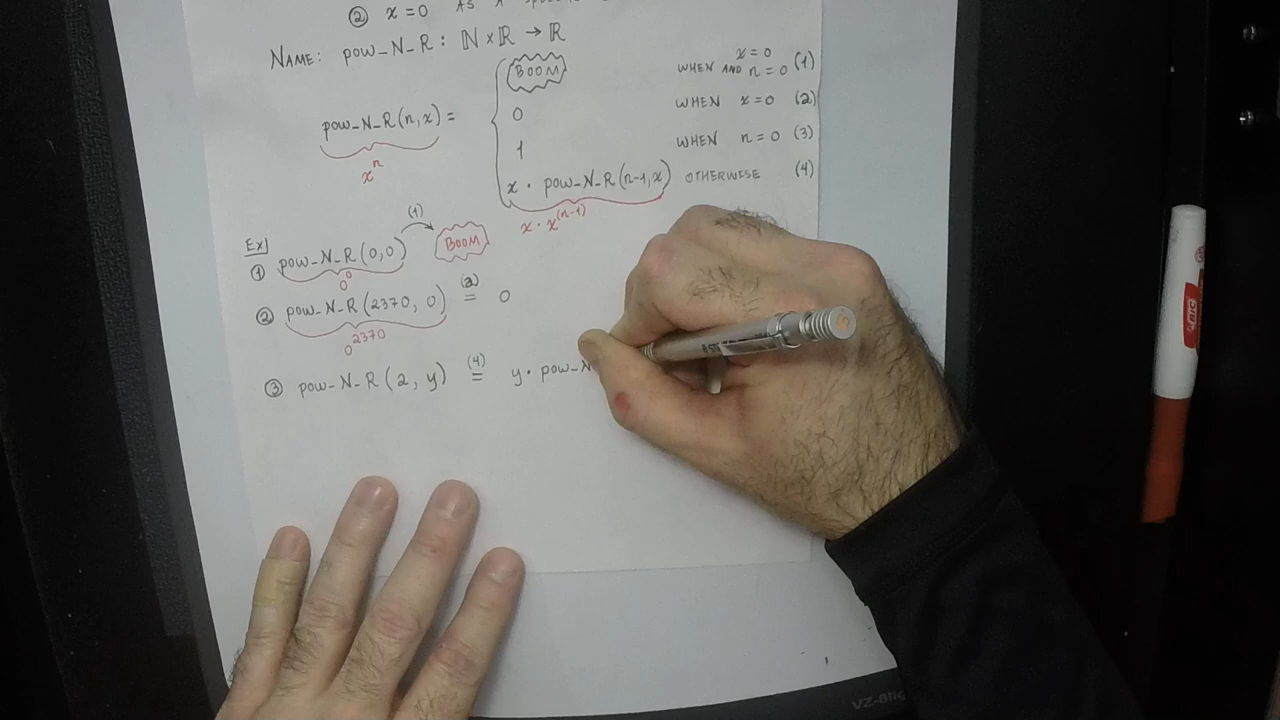 ② x = 0 AS A
NAME: pow_N_R : ℕ × ℝ → ℝ
pow_N_R(n,x) = { BOOM WHEN x = 0 AND n = 0 (1)
0 WHEN x = 0 (2)
1 WHEN n = 0 (3)
x · pow_N_R(n-1,x) OTHERWISE (4)
xⁿ
x · x^(n-1)
Ex]
① pow_N_R(0,0) (1) BOOM
0⁰
② pow_N_R(2370, 0) (2) = 0
0^2370
③ pow_N_R(2, y) (4) = y · pow_N
BIC